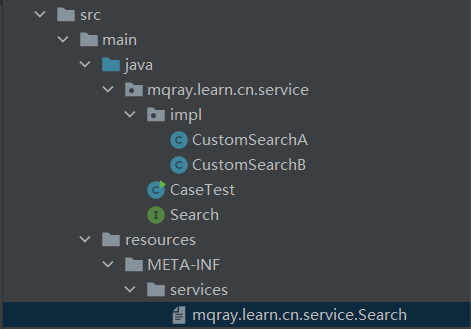 src
main
java
mqray.learn.cn.service
impl
CustomSearchA
CustomSearchB
CaseTest
Search
resources
META-INF
services
mqray.learn.cn.service.Search